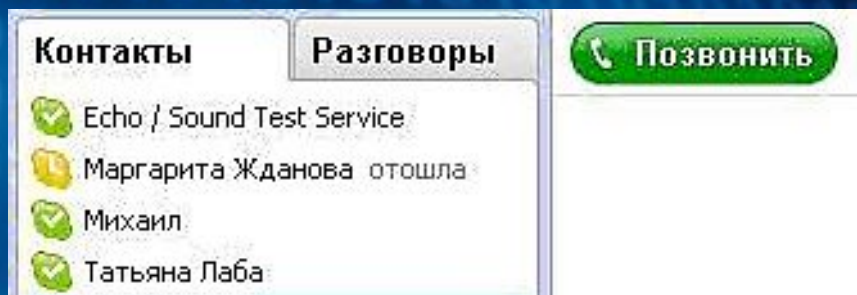 Контакты
Разговоры
Позвонить
Echo / Sound Test Service
Маргарита Жданова отошла
Михаил
Татьяна Лаба